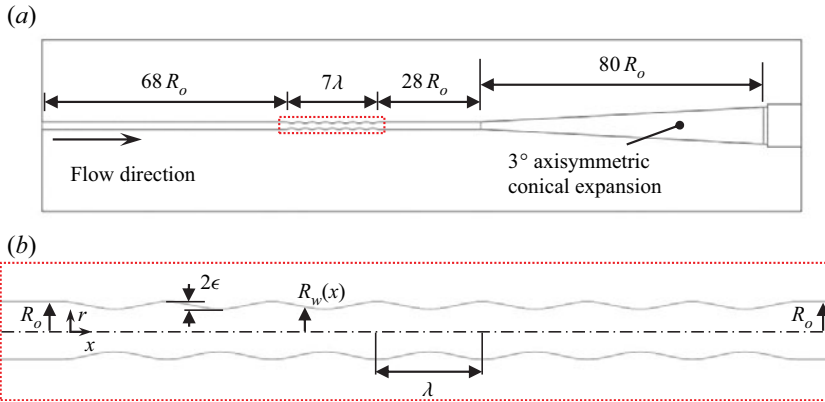 (a)
68 R_o
7λ
28 R_o
80 R_o
Flow direction
3° axisymmetric
conical expansion
(b)
2ϵ
R_w(x)
R_o
r
x
R_o
λ